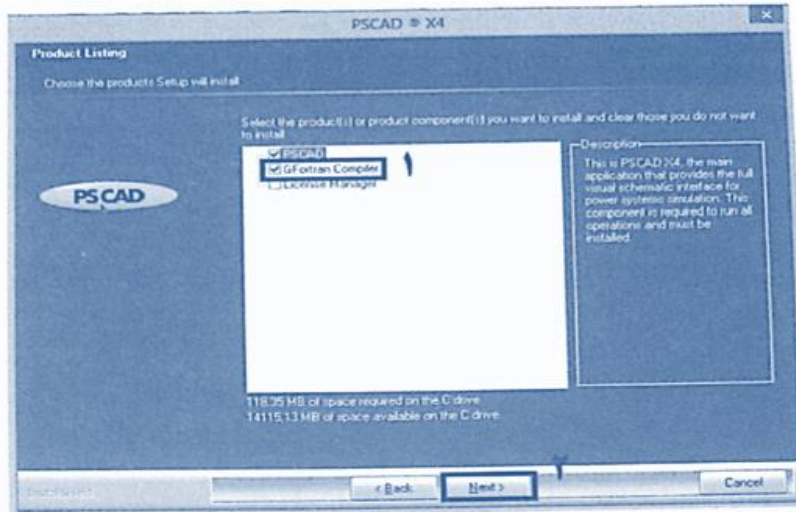 PSCAD ® X4
Product Listing
Choose the products Setup will install.
Select the product(s) or product component(s) you want to install and clear those you do not want
to install.
PSCAD
GFortran Compiler
١
License Manager
Description
This is PSCAD X4, the main
application that provides the full
visual schematic interface for
power systems simulation. This
component is required to run all
operations and must be
installed.
PSCAD
118.35 MB of space required on the C drive
14115.13 MB of space available on the C drive
InstallShield
< Back
Next >
٢
Cancel